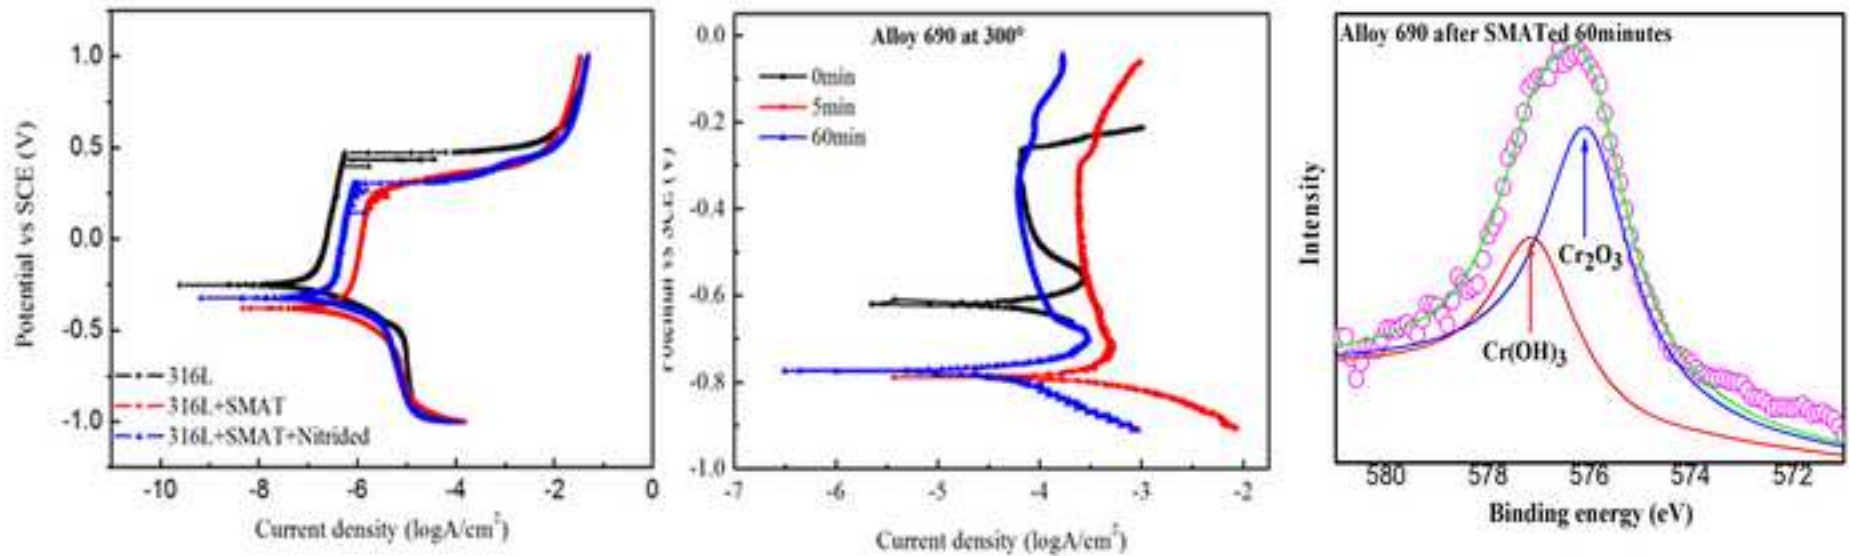 Potential vs SCE (V)
1.0
0.5
0.0
-0.5
-1.0
316L
316L+SMAT
316L+SMAT+Nitrided
-10
-8
-6
-4
-2
0
Current density (logA/cm²)
Alloy 690 at 300°
0min
5min
60min
0.0
-0.2
-0.4
-0.6
-0.8
-1.0
vs SCE (V)
-7
-6
-5
-4
-3
-2
Current density (logA/cm²)
Alloy 690 after SMATed 60minutes
Intensity
Cr₂O₃
Cr(OH)₃
580
578
576
574
572
Binding energy (eV)